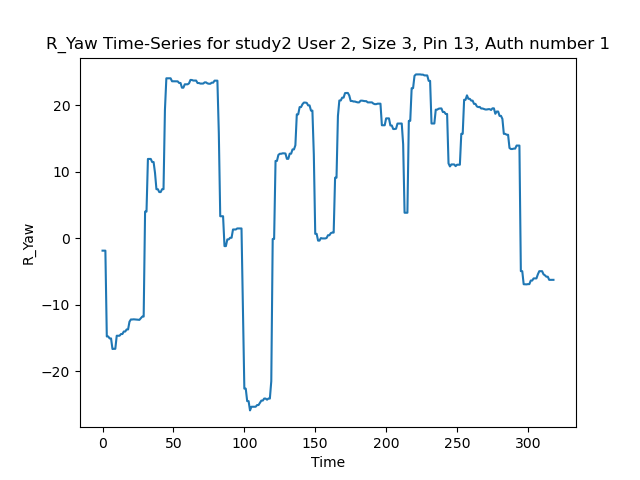 R_Yaw Time-Series for study2 User 2, Size 3, Pin 13, Auth number 1
20
10
0
−10
−20
R_Yaw
0 50 100 150 200 250 300
Time